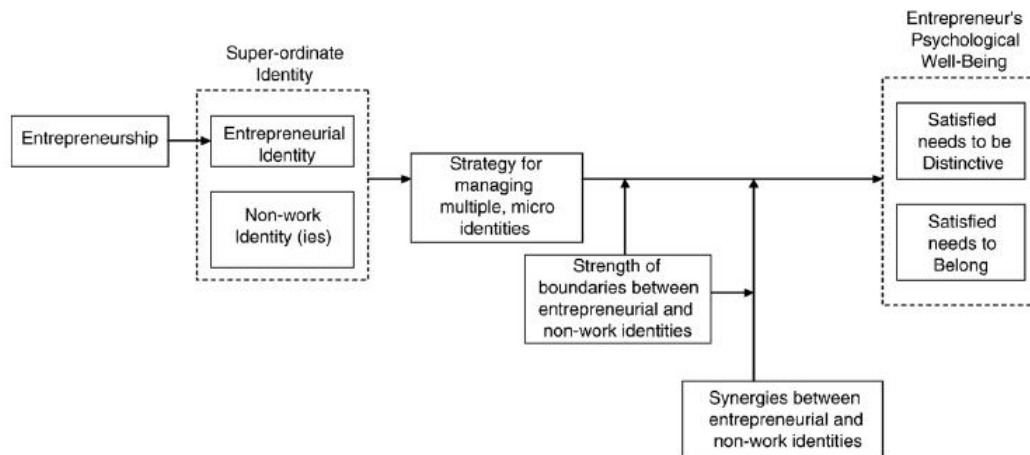 Super-ordinate
Identity
Entrepreneur's
Psychological
Well-Being
Entrepreneurship
Entrepreneurial
Identity
Non-work
Identity (ies)
Strategy for
managing
multiple, micro
identities
Satisfied
needs to be
Distinctive
Satisfied
needs to
Belong
Strength of
boundaries between
entrepreneurial and
non-work identities
Synergies between
entrepreneurial and
non-work identities